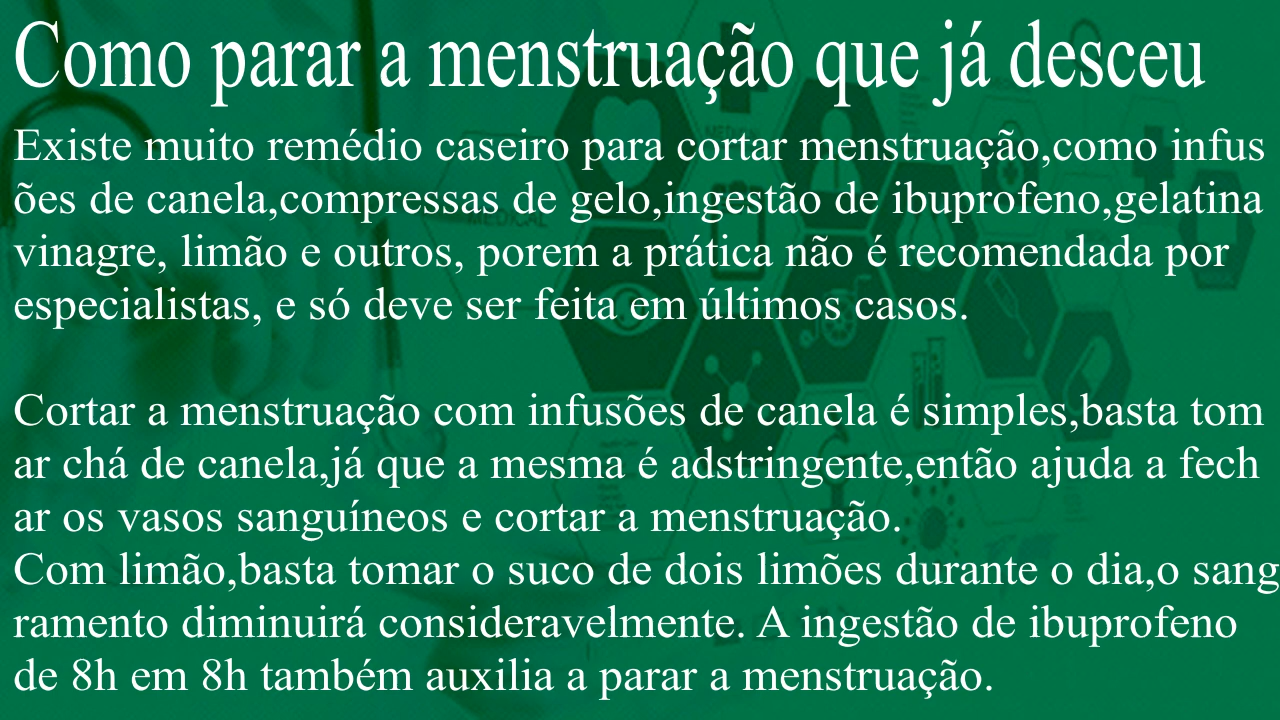 Como parar a menstruação que já desceu
Existe muito remédio caseiro para cortar menstruação,como infus
ões de canela,compressas de gelo,ingestão de ibuprofeno,gelatina
vinagre, limão e outros, porem a prática não é recomendada por
especialistas, e só deve ser feita em últimos casos.
Cortar a menstruação com infusões de canela é simples,basta tom
ar chá de canela,já que a mesma é adstringente,então ajuda a fech
ar os vasos sanguíneos e cortar a menstruação.
Com limão,basta tomar o suco de dois limões durante o dia,o sang
ramento diminuirá consideravelmente. A ingestão de ibuprofeno
de 8h em 8h também auxilia a parar a menstruação.